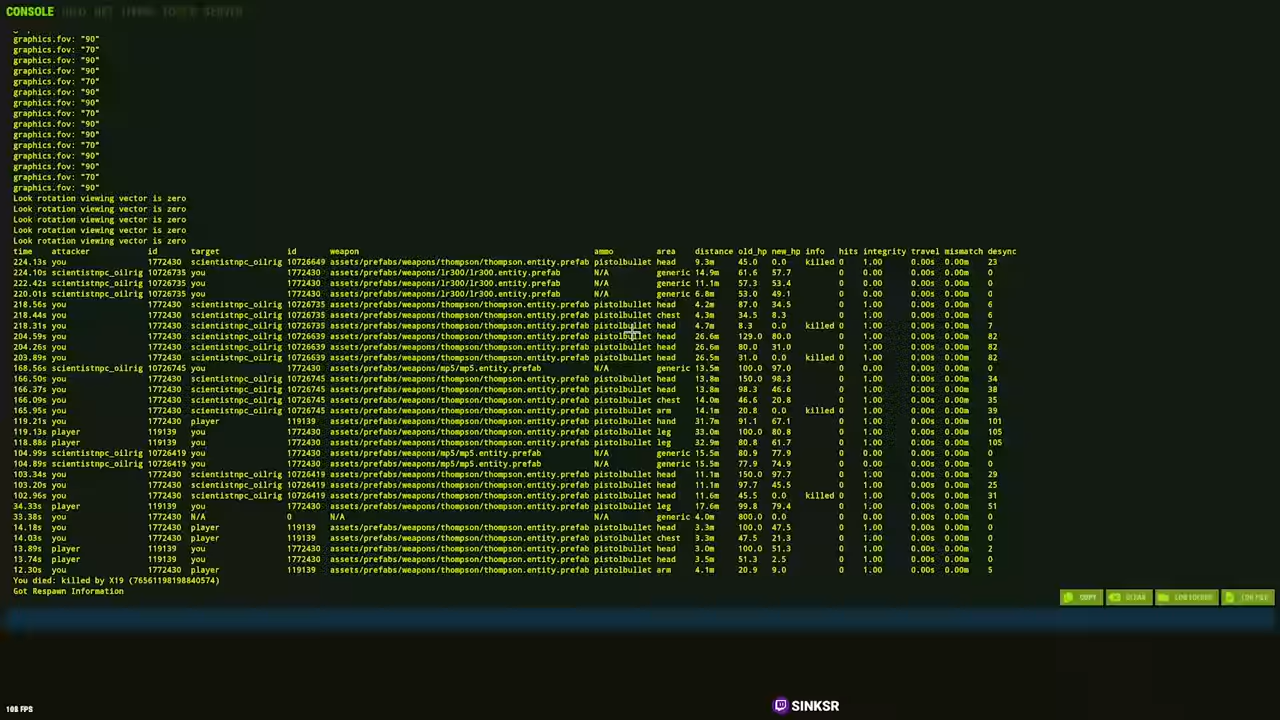 CONSOLE
graphics.fov: "90"
graphics.fov: "70"
graphics.fov: "90"
graphics.fov: "90"
graphics.fov: "70"
graphics.fov: "90"
graphics.fov: "90"
graphics.fov: "70"
graphics.fov: "90"
graphics.fov: "90"
graphics.fov: "70"
graphics.fov: "90"
graphics.fov: "90"
graphics.fov: "70"
graphics.fov: "90"
Look rotation viewing vector is zero
Look rotation viewing vector is zero
Look rotation viewing vector is zero
Look rotation viewing vector is zero
Look rotation viewing vector is zero
time attacker id target id weapon ammo area distance old_hp new_hp info hits integrity travel mismatch desync
224.13s you 1772430 scientistnpc_oilrig 10726649 assets/prefabs/weapons/thompson/thompson.entity.prefab pistolbullet head 9.3m 45.0 0.0 killed 0 1.00 0.00s 0.00m 23
224.10s scientistnpc_oilrig 10726735 you 1772430 assets/prefabs/weapons/lr300/lr300.entity.prefab N/A generic 14.9m 61.6 57.7 0 1.00 0.00s 0.00m 0
222.42s scientistnpc_oilrig 10726735 you 1772430 assets/prefabs/weapons/lr300/lr300.entity.prefab N/A generic 11.1m 57.3 53.4 0 1.00 0.00s 0.00m 0
220.01s scientistnpc_oilrig 10726735 you 1772430 assets/prefabs/weapons/lr300/lr300.entity.prefab N/A generic 6.8m 53.0 49.1 0 1.00 0.00s 0.00m 0
218.56s you 1772430 scientistnpc_oilrig 10726735 assets/prefabs/weapons/thompson/thompson.entity.prefab pistolbullet head 4.2m 87.0 34.5 0 1.00 0.00s 0.00m 6
218.44s you 1772430 scientistnpc_oilrig 10726735 assets/prefabs/weapons/thompson/thompson.entity.prefab pistolbullet chest 4.3m 34.5 8.3 0 1.00 0.00s 0.00m 6
218.31s you 1772430 scientistnpc_oilrig 10726735 assets/prefabs/weapons/thompson/thompson.entity.prefab pistolbullet head 4.7m 8.3 0.0 killed 0 1.00 0.00s 0.00m 7
204.59s you 1772430 scientistnpc_oilrig 10726639 assets/prefabs/weapons/thompson/thompson.entity.prefab pistolbullet head 26.6m 129.0 80.0 0 1.00 0.00s 0.00m 82
204.26s you 1772430 scientistnpc_oilrig 10726639 assets/prefabs/weapons/thompson/thompson.entity.prefab pistolbullet head 26.6m 80.0 31.0 0 1.00 0.00s 0.00m 82
203.89s you 1772430 scientistnpc_oilrig 10726639 assets/prefabs/weapons/thompson/thompson.entity.prefab pistolbullet head 26.5m 31.0 0.0 killed 0 1.00 0.00s 0.00m 82
168.56s scientistnpc_oilrig 10726745 you 1772430 assets/prefabs/weapons/mp5/mp5.entity.prefab N/A generic 13.5m 100.0 97.0 0 1.00 0.00s 0.00m 0
166.50s you 1772430 scientistnpc_oilrig 10726745 assets/prefabs/weapons/thompson/thompson.entity.prefab pistolbullet head 13.8m 150.0 98.3 0 1.00 0.00s 0.00m 34
166.37s you 1772430 scientistnpc_oilrig 10726745 assets/prefabs/weapons/thompson/thompson.entity.prefab pistolbullet head 13.8m 98.3 46.6 0 1.00 0.00s 0.00m 38
166.09s you 1772430 scientistnpc_oilrig 10726745 assets/prefabs/weapons/thompson/thompson.entity.prefab pistolbullet chest 14.0m 46.6 20.8 0 1.00 0.00s 0.00m 35
165.95s you 1772430 scientistnpc_oilrig 10726745 assets/prefabs/weapons/thompson/thompson.entity.prefab pistolbullet arm 14.1m 20.8 0.0 killed 0 1.00 0.00s 0.00m 39
119.21s you 1772430 player 119139 assets/prefabs/weapons/thompson/thompson.entity.prefab pistolbullet hand 31.7m 91.1 67.1 0 1.00 0.00s 0.00m 101
119.13s player 119139 you 1772430 assets/prefabs/weapons/thompson/thompson.entity.prefab pistolbullet leg 33.0m 100.0 80.8 0 1.00 0.00s 0.00m 105
118.88s player 119139 you 1772430 assets/prefabs/weapons/thompson/thompson.entity.prefab pistolbullet leg 32.9m 80.8 61.7 0 1.00 0.00s 0.00m 105
104.99s scientistnpc_oilrig 10726419 you 1772430 assets/prefabs/weapons/mp5/mp5.entity.prefab N/A generic 15.5m 80.9 77.9 0 1.00 0.00s 0.00m 0
104.89s scientistnpc_oilrig 10726419 you 1772430 assets/prefabs/weapons/mp5/mp5.entity.prefab N/A generic 15.5m 77.9 74.9 0 1.00 0.00s 0.00m 0
103.34s you 1772430 scientistnpc_oilrig 10726419 assets/prefabs/weapons/thompson/thompson.entity.prefab pistolbullet head 11.1m 150.0 97.7 0 1.00 0.00s 0.00m 29
103.20s you 1772430 scientistnpc_oilrig 10726419 assets/prefabs/weapons/thompson/thompson.entity.prefab pistolbullet head 11.1m 97.7 45.5 0 1.00 0.00s 0.00m 25
102.96s you 1772430 scientistnpc_oilrig 10726419 assets/prefabs/weapons/thompson/thompson.entity.prefab pistolbullet head 11.6m 45.5 0.0 killed 0 1.00 0.00s 0.00m 31
34.33s player 119139 you 1772430 assets/prefabs/weapons/thompson/thompson.entity.prefab pistolbullet leg 17.6m 99.8 79.4 0 1.00 0.00s 0.00m 51
33.38s you 1772430 N/A 0 N/A N/A generic 4.0m 800.0 0.0 0 1.00 0.00s 0.00m 0
14.18s you 1772430 player 119139 assets/prefabs/weapons/thompson/thompson.entity.prefab pistolbullet head 3.3m 100.0 47.5 0 1.00 0.00s 0.00m 0
14.03s you 1772430 player 119139 assets/prefabs/weapons/thompson/thompson.entity.prefab pistolbullet chest 3.3m 47.5 21.3 0 1.00 0.00s 0.00m 0
13.89s player 119139 you 1772430 assets/prefabs/weapons/thompson/thompson.entity.prefab pistolbullet head 3.0m 100.0 51.3 0 1.00 0.00s 0.00m 2
13.74s player 119139 you 1772430 assets/prefabs/weapons/thompson/thompson.entity.prefab pistolbullet head 3.5m 51.3 2.5 0 1.00 0.00s 0.00m 0
12.30s you 1772430 player 119139 assets/prefabs/weapons/thompson/thompson.entity.prefab pistolbullet arm 4.1m 20.9 9.0 0 1.00 0.00s 0.00m 5
You died: killed by X19 (76561198198840574)
Got Respawn Information
COPY CLEAR
SINKSR
108 FPS